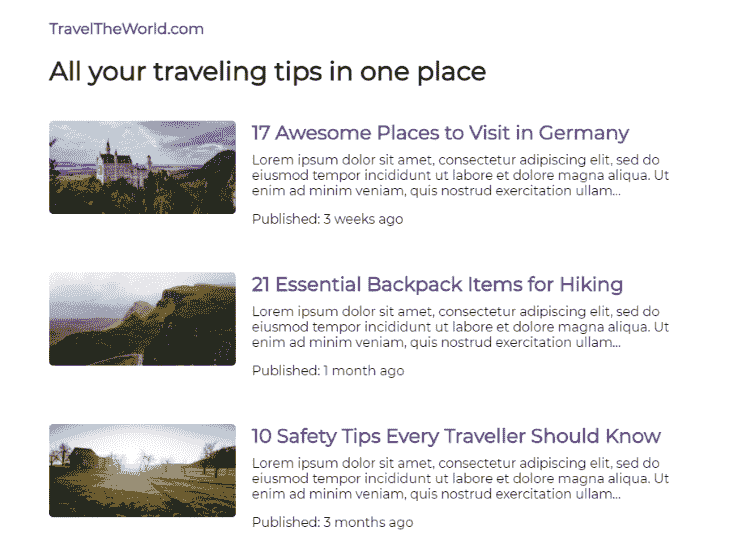 TravelTheWorld.com
All your traveling tips in one place
17 Awesome Places to Visit in Germany
Lorem ipsum dolor sit amet, consectetur adipiscing elit, sed do
eiusmod tempor incididunt ut labore et dolore magna aliqua. Ut
enim ad minim veniam, quis nostrud exercitation ullam...
Published: 3 weeks ago
21 Essential Backpack Items for Hiking
Lorem ipsum dolor sit amet, consectetur adipiscing elit, sed do
eiusmod tempor incididunt ut labore et dolore magna aliqua. Ut
enim ad minim veniam, quis nostrud exercitation ullam...
Published: 1 month ago
10 Safety Tips Every Traveller Should Know
Lorem ipsum dolor sit amet, consectetur adipiscing elit, sed do
eiusmod tempor incididunt ut labore et dolore magna aliqua. Ut
enim ad minim veniam, quis nostrud exercitation ullam...
Published: 3 months ago